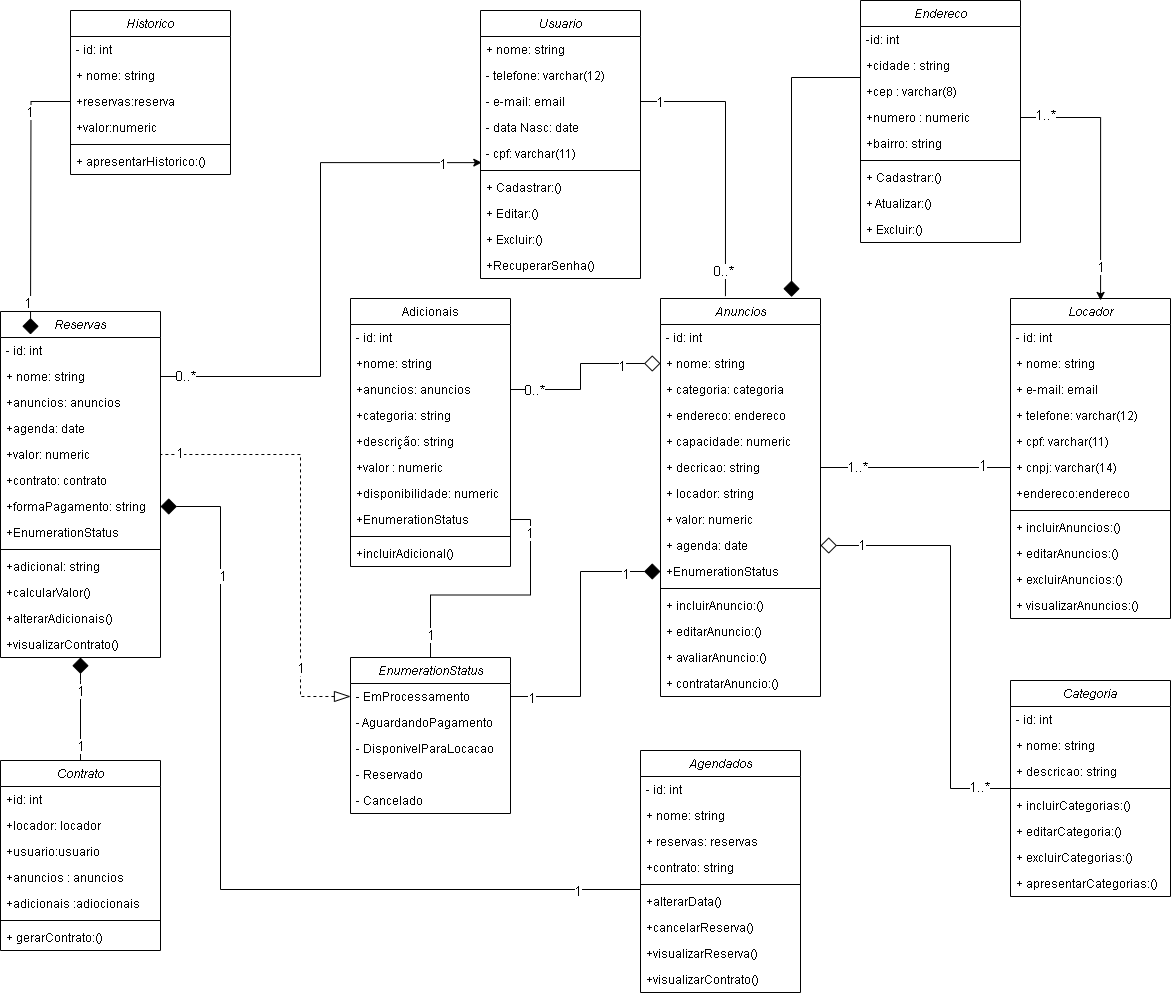 Historico
- id: int
+ nome: string
+reservas:reserva
+valor:numeric
+ apresentarHistorico:()
Usuario
+ nome: string
- telefone: varchar(12)
- e-mail: email
- data Nasc: date
- cpf: varchar(11)
+ Cadastrar:()
+ Editar:()
+ Excluir:()
+RecuperarSenha()
Endereco
-id: int
+cidade : string
+cep : varchar(8)
+numero : numeric
+bairro: string
+ Cadastrar:()
+ Atualizar:()
+ Excluir:()
1
1
1
0..*
1
0..*
1..*
1
Reservas
- id: int
+ nome: string
+anuncios: anuncios
+agenda: date
+valor: numeric
+contrato: contrato
+formaPagamento: string
+EnumerationStatus
+adicional: string
+calcularValor()
+alterarAdicionais()
+visualizarContrato()
Adicionais
- id: int
+nome: string
+anuncios: anuncios
+categoria: string
+descrição: string
+valor : numeric
+disponibilidade: numeric
+EnumerationStatus
+incluirAdicional()
Anuncios
- id: int
+ nome: string
+ categoria: categoria
+ endereco: endereco
+ capacidade: numeric
+ decricao: string
+ locador: string
+ valor: numeric
+ agenda: date
+EnumerationStatus
+ incluirAnuncio:()
+ editarAnuncio:()
+ avaliarAnuncio:()
+ contratarAnuncio:()
Locador
- id: int
+ nome: string
+ e-mail: email
+ telefone: varchar(12)
+ cpf: varchar(11)
+ cnpj: varchar(14)
+endereco:endereco
+ incluirAnuncios:()
+ editarAnuncios:()
+ excluirAnuncios:()
+ visualizarAnuncios:()
0..*
1
1..*
1
1
1
1
1
1
1
1
1
1..*
1
1
1
1
EnumerationStatus
- EmProcessamento
- AguardandoPagamento
- DisponivelParaLocacao
- Reservado
- Cancelado
Categoria
- id: int
+ nome: string
+ descricao: string
+ incluirCategorias:()
+ editarCategoria:()
+ excluirCategorias:()
+ apresentarCategorias:()
Contrato
+id: int
+locador: locador
+usuario:usuario
+anuncios : anuncios
+adicionais :adiocionais
+ gerarContrato:()
Agendados
- id: int
+ nome: string
+ reservas: reservas
+contrato: string
+alterarData()
+cancelarReserva()
+visualizarReserva()
+visualizarContrato()